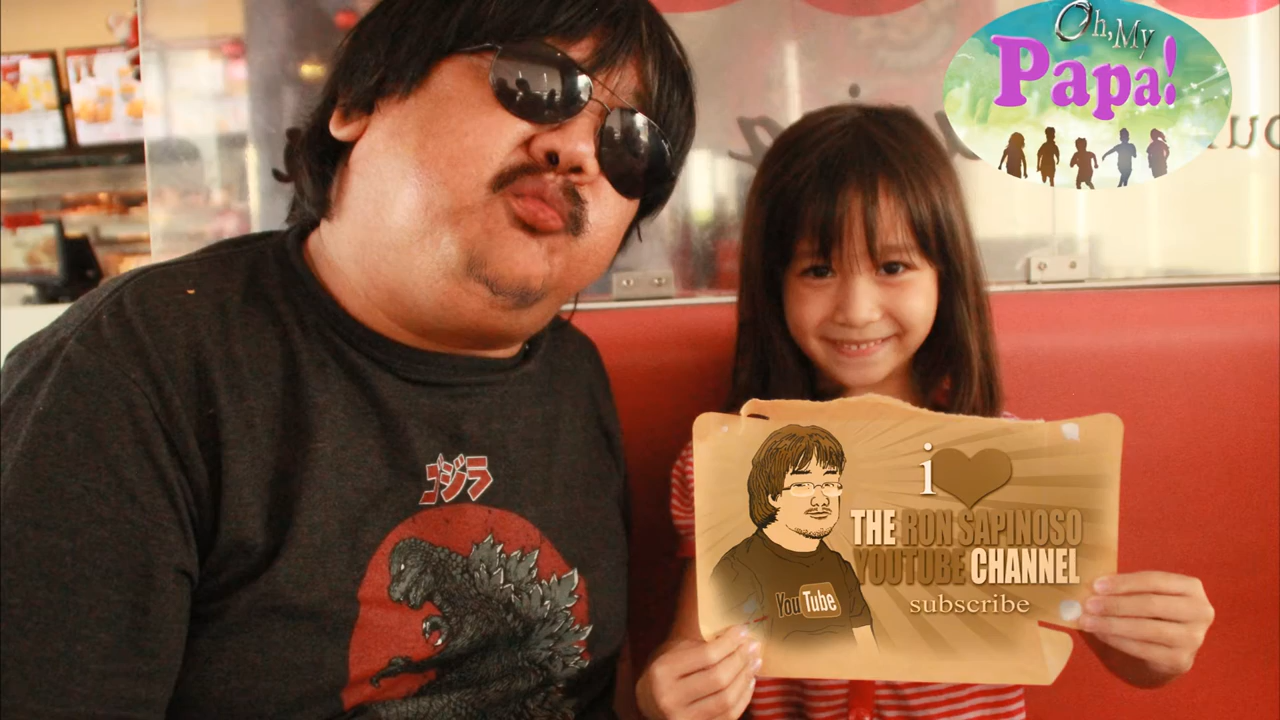 Oh, My
Papa!
ゴジラ
i
THE RON SAPINOSO
YOUTUBE CHANNEL
subscribe
YouTube